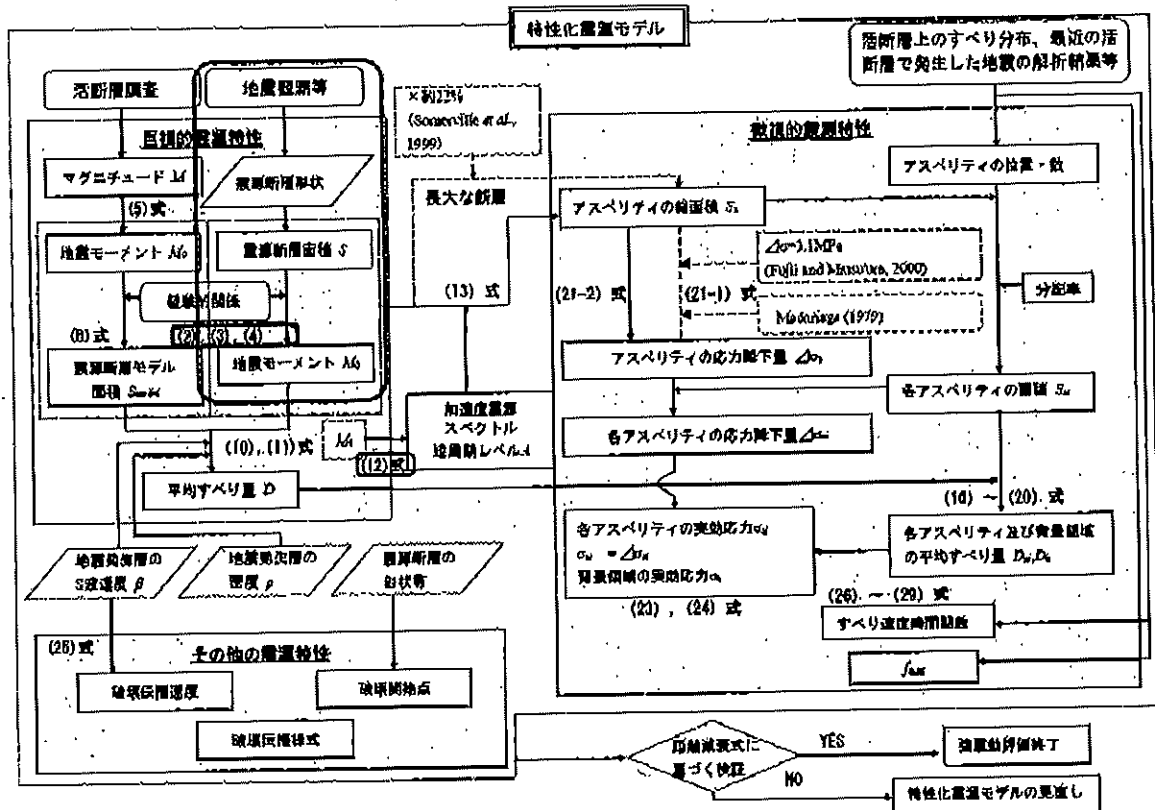 特性化震源モデル
活断層上のすべり分布、最近の活
断層で発生した地震の解析結果等
活断層調査
地震観測等
×約22%
(Somerville et al.,
1999)
巨視的震源特性
微視的震源特性
マグニチュード M
震源断層形状
長大な断層
アスペリティの位置・数
(5) 式
アスペリティの総面積 Sa
地震モーメント M0
震源断層面積 S
Δσ=3.1MPa
(Fujii and Matsu'ura, 2000)
(13) 式
(21-2) 式
(21-1) 式
分配率
経験的関係
Madariaga (1979)
(6) 式
(2), (3), (4)
アスペリティの応力降下量 Δσa
震源断層モデル
面積 Smodel
地震モーメント M0
各アスペリティの面積 Sai
加速度震源
スペクトル
短周期レベルA
各アスペリティの応力降下量 Δσai
(10), (11) 式
M0
(12) 式
平均すべり量 D
(16) ～ (20) 式
各アスペリティの実効応力σai
σai = Δσai
背景領域の実効応力σb
各アスペリティ及び背景領域
の平均すべり量 Dai,Db
地震発生層の
S波速度 β
地震発生層の
密度 ρ
震源断層の
形状等
(23) , (24) 式
(26) ～ (29) 式
すべり速度時間関数
(25) 式
その他の震源特性
fmax
破壊伝播速度
破壊開始点
破壊伝播様式
距離減衰式に
基づく検証
YES
強震動評価終了
NO
特性化震源モデルの見直し